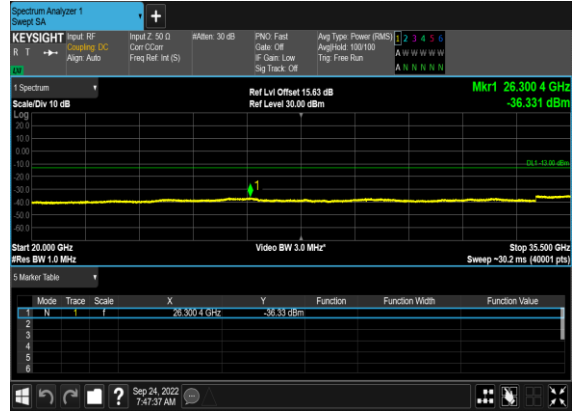 Spectrum Analyzer 1
Swept SA
+
KEYSIGHT Input: RF Input Z: 50 Ω #Atten: 30 dB PNO: Fast Avg Type: Power (RMS) 1 2 3 4 5 6
R T Coupling: DC Corr CCorr Gate: Off Avg|Hold: 100/100 A W W W W W
Align: Auto Freq Ref: Int (S) IF Gain: Low Trig: Free Run
LW Sig Track: Off A N N N N N
1 Spectrum Ref Lvl Offset 15.63 dB Mkr1 26.300 4 GHz
Scale/Div 10 dB Ref Level 30.00 dBm -36.331 dBm
Log
20.0
10.0
0.00
-10.0 DL1 -13.00 dBm
-20.0
-30.0 1
-40.0
-50.0
-60.0
Start 20.000 GHz Video BW 3.0 MHz* Stop 35.500 GHz
#Res BW 1.0 MHz Sweep ~30.2 ms (40001 pts)
5 Marker Table
Mode Trace Scale X Y Function Function Width Function Value
1 N 1 f 26.300 4 GHz -36.33 dBm
2
3
4
5
6
? Sep 24, 2022
7:47:37 AM